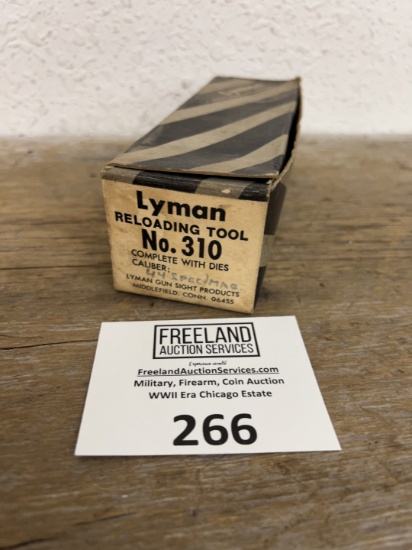 Lyman
RELOADING TOOL
No. 310
COMPLETE WITH DIES
CALIBER: 44 SPEC/MAG
LYMAN GUN SIGHT PRODUCTS
MIDDLEFIELD, CONN. 06455
FREELAND
AUCTION SERVICES
FreelandAuctionServices.com
Military, Firearm, Coin Auction
WWII Era Chicago Estate
266